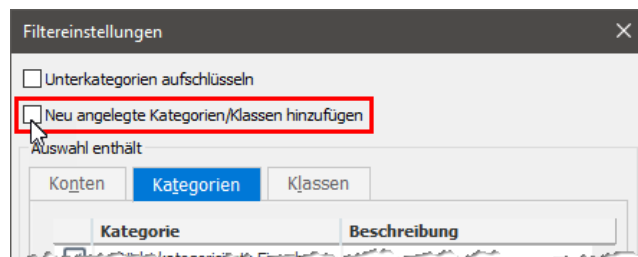 Filtereinstellungen
Unterkategorien aufschlüsseln
Neu angelegte Kategorien/Klassen hinzufügen
Auswahl enthält
Konten Kategorien Klassen
Kategorie Beschreibung